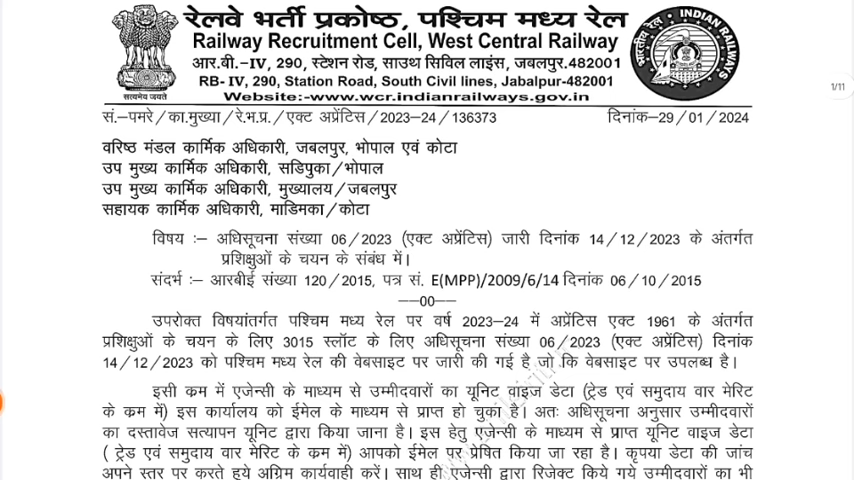 रेलवे भर्ती प्रकोष्ठ, पश्चिम मध्य रेल
Railway Recruitment Cell, West Central Railway
आर.बी.-IV, 290, स्टेशन रोड, साउथ सिविल लाइंस, जबलपुर.482001
RB- IV, 290, Station Road, South Civil lines, Jabalpur-482001
Website:-www.wcr.indianrailways.gov.in
सत्यमेव जयते
भारतीय रेल INDIAN RAILWAYS
1/11
सं.-पमरे/का.मुख्या/रे.भ.प्र./एक्ट अप्रेंटिस/2023-24/136373 दिनांक-29/01/2024
वरिष्ठ मंडल कार्मिक अधिकारी, जबलपुर, भोपाल एवं कोटा
उप मुख्य कार्मिक अधिकारी, सडिपुका/भोपाल
उप मुख्य कार्मिक अधिकारी, मुख्यालय/जबलपुर
सहायक कार्मिक अधिकारी, माडिमका/कोटा
विषय :- अधिसूचना संख्या 06/2023 (एक्ट अप्रेंटिस) जारी दिनांक 14/12/2023 के अंतर्गत
प्रशिक्षुओं के चयन के संबंध में।
संदर्भ :- आरबीई संख्या 120/2015, पत्र सं. E(MPP)/2009/6/14 दिनांक 06/10/2015
——00——
उपरोक्त विषयांतर्गत पश्चिम मध्य रेल पर वर्ष 2023-24 में अप्रेंटिस एक्ट 1961 के अंतर्गत
प्रशिक्षुओं के चयन के लिए 3015 स्लॉट के लिए अधिसूचना संख्या 06/2023 (एक्ट अप्रेंटिस) दिनांक
14/12/2023 को पश्चिम मध्य रेल की वेबसाइट पर जारी की गई है जो कि वेबसाइट पर उपलब्ध है।
इसी क्रम में एजेन्सी के माध्यम से उम्मीदवारों का यूनिट वाइज डेटा (ट्रेड एवं समुदाय वार मेरिट
के क्रम में) इस कार्यालय को ईमेल के माध्यम से प्राप्त हो चुका है। अतः अधिसूचना अनुसार उम्मीदवारों
का दस्तावेज सत्यापन यूनिट द्वारा किया जाना है। इस हेतु एजेन्सी के माध्यम से प्राप्त यूनिट वाइज डेटा
( ट्रेड एवं समुदाय वार मेरिट के क्रम में) आपको ईमेल पर प्रेषित किया जा रहा है। कृपया डेटा की जांच
अपने स्तर पर करते हुये अग्रिम कार्यवाही करें। साथ ही एजेन्सी द्वारा रिजेक्ट किये गये उम्मीदवारों का भी